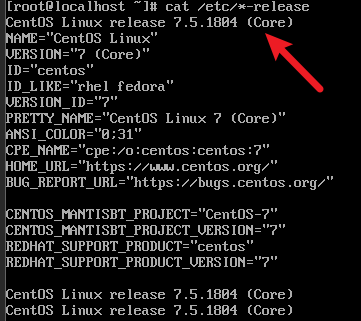 [root@localhost ~]# cat /etc/*-release
CentOS Linux release 7.5.1804 (Core)
NAME="CentOS Linux"
VERSION="7 (Core)"
ID="centos"
ID_LIKE="rhel fedora"
VERSION_ID="7"
PRETTY_NAME="CentOS Linux 7 (Core)"
ANSI_COLOR="0;31"
CPE_NAME="cpe:/o:centos:centos:7"
HOME_URL="https://www.centos.org/"
BUG_REPORT_URL="https://bugs.centos.org/"

CENTOS_MANTISBT_PROJECT="CentOS-7"
CENTOS_MANTISBT_PROJECT_VERSION="7"
REDHAT_SUPPORT_PRODUCT="centos"
REDHAT_SUPPORT_PRODUCT_VERSION="7"

CentOS Linux release 7.5.1804 (Core)
CentOS Linux release 7.5.1804 (Core)